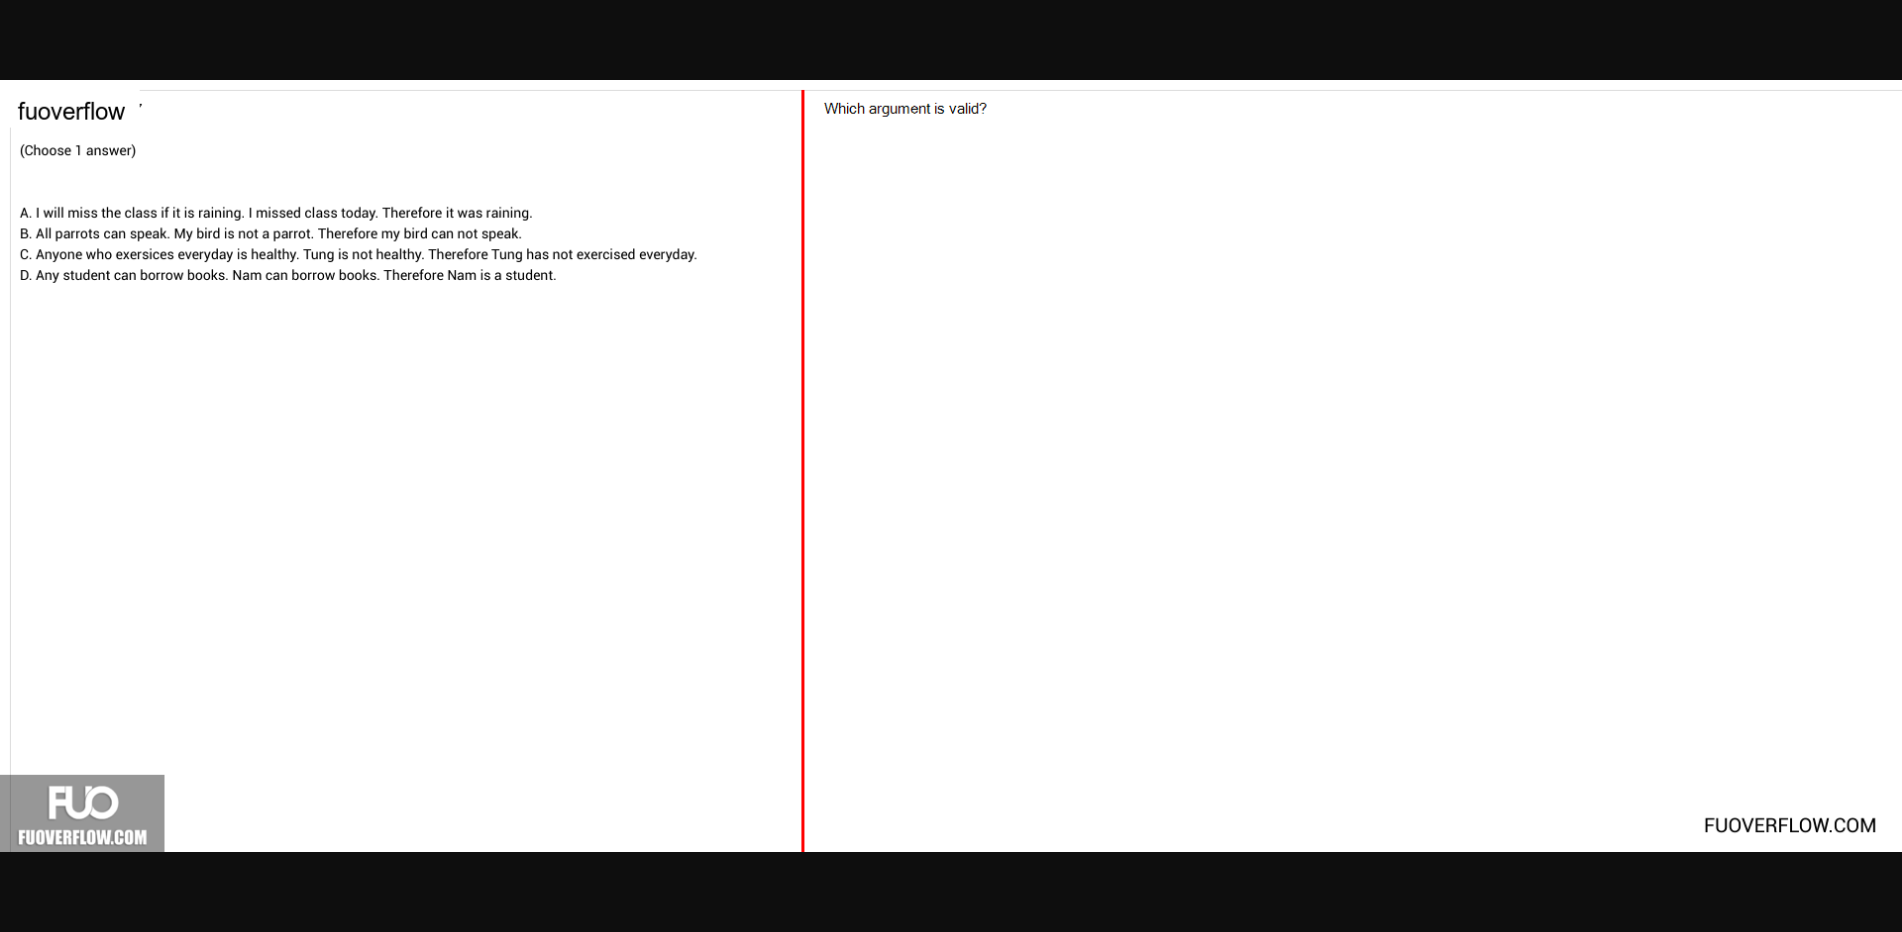 fuoverflow
(Choose 1 answer)
A. I will miss the class if it is raining. I missed class today. Therefore it was raining.
B. All parrots can speak. My bird is not a parrot. Therefore my bird can not speak.
C. Anyone who exersices everyday is healthy. Tung is not healthy. Therefore Tung has not exercised everyday.
D. Any student can borrow books. Nam can borrow books. Therefore Nam is a student.
Which argument is valid?
FUO
FUOVERFLOW.COM
FUOVERFLOW.COM